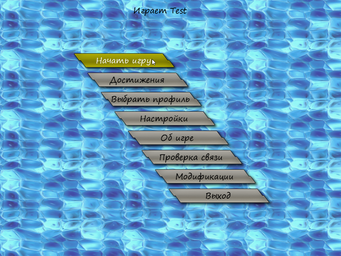 Играет Test
Начать игру
Достижения
Выбрать профиль
Настройки
Об игре
Проверка связи
Модификации
Выход